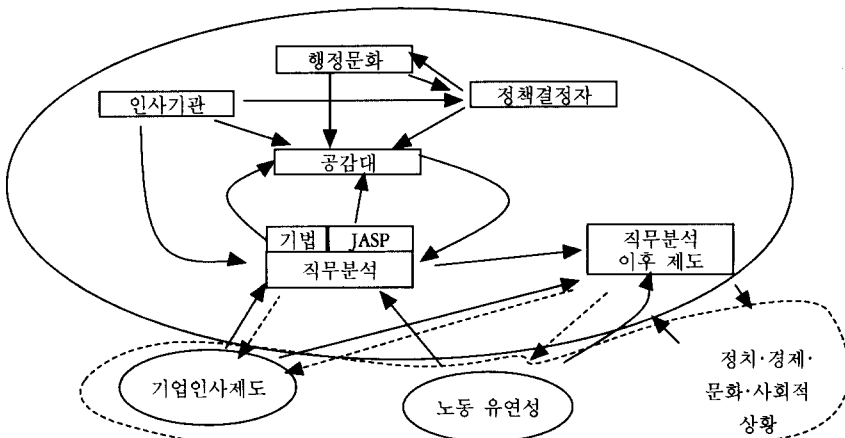 행정문화
인사기관
정책결정자
공감대
기법 JASP
직무분석
직무분석
이후 제도
기업인사제도
노동 유연성
정치·경제·
문화·사회적
상황